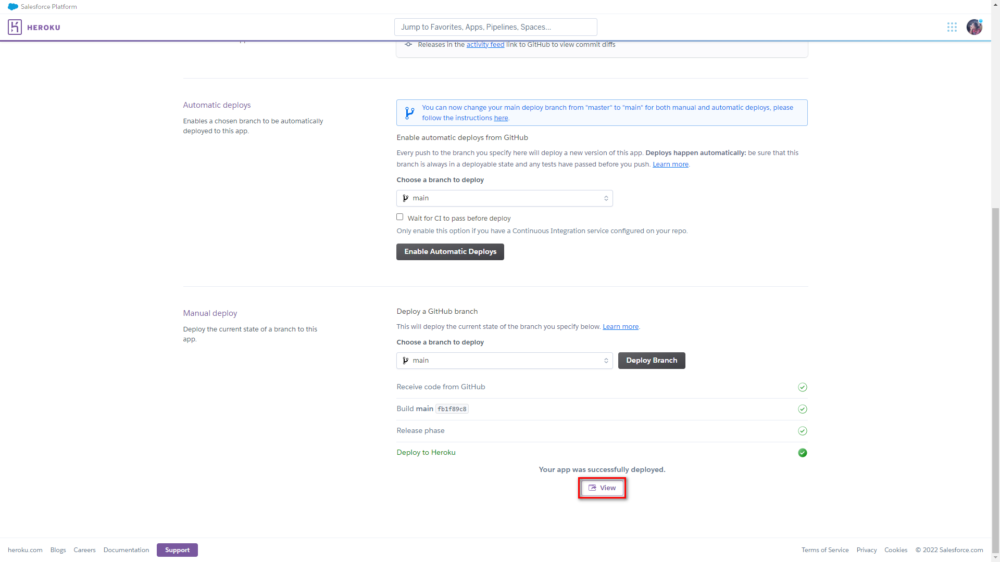 Salesforce Platform
HEROKU
Jump to Favorites, Apps, Pipelines, Spaces...
Releases in the activity feed link to GitHub to view commit diffs
Automatic deploys
Enables a chosen branch to be automatically
deployed to this app.
You can now change your main deploy branch from "master" to "main" for both manual and automatic deploys, please
follow the instructions here.
Enable automatic deploys from GitHub
Every push to the branch you specify here will deploy a new version of this app. Deploys happen automatically: be sure that this
branch is always in a deployable state and any tests have passed before you push. Learn more.
Choose a branch to deploy
main
Wait for CI to pass before deploy
Only enable this option if you have a Continuous Integration service configured on your repo.
Enable Automatic Deploys
Manual deploy
Deploy the current state of a branch to this
app.
Deploy a GitHub branch
This will deploy the current state of the branch you specify below. Learn more.
Choose a branch to deploy
main
Deploy Branch
Receive code from GitHub
Build main fb1f89c8
Release phase
Deploy to Heroku
Your app was successfully deployed.
View
heroku.com Blogs Careers Documentation Support
Terms of Service Privacy Cookies © 2022 Salesforce.com